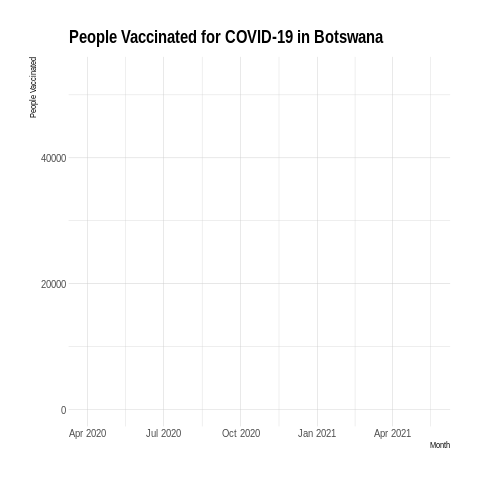 People Vaccinated for COVID-19 in Botswana
People Vaccinated
40000
20000
0
Apr 2020 Jul 2020 Oct 2020 Jan 2021 Apr 2021
Month